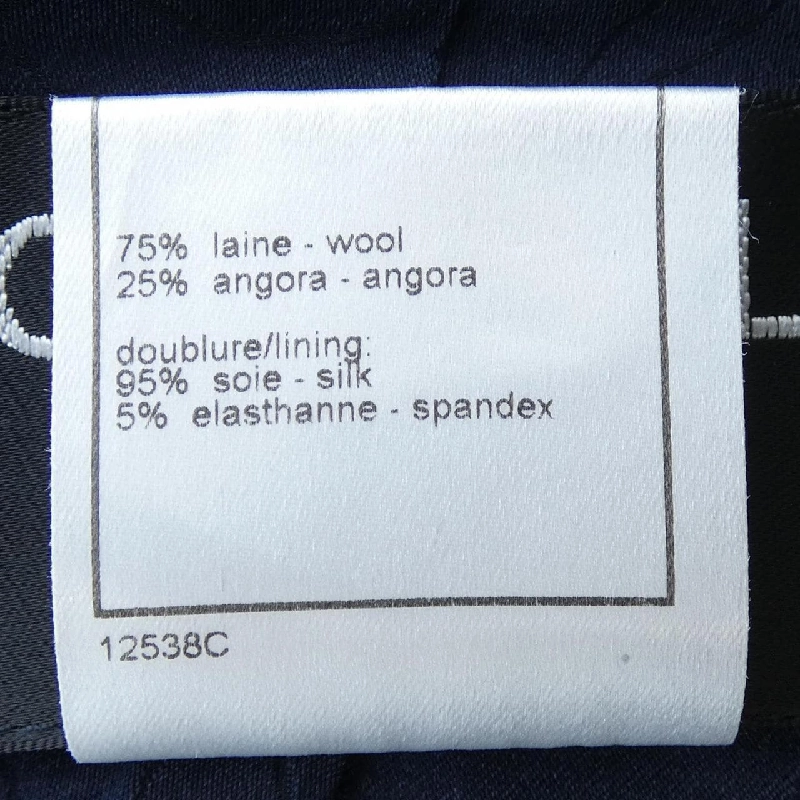 75% laine - wool
25% angora - angora
doublure/lining:
95% soie - silk
5% elasthanne - spandex
12538C